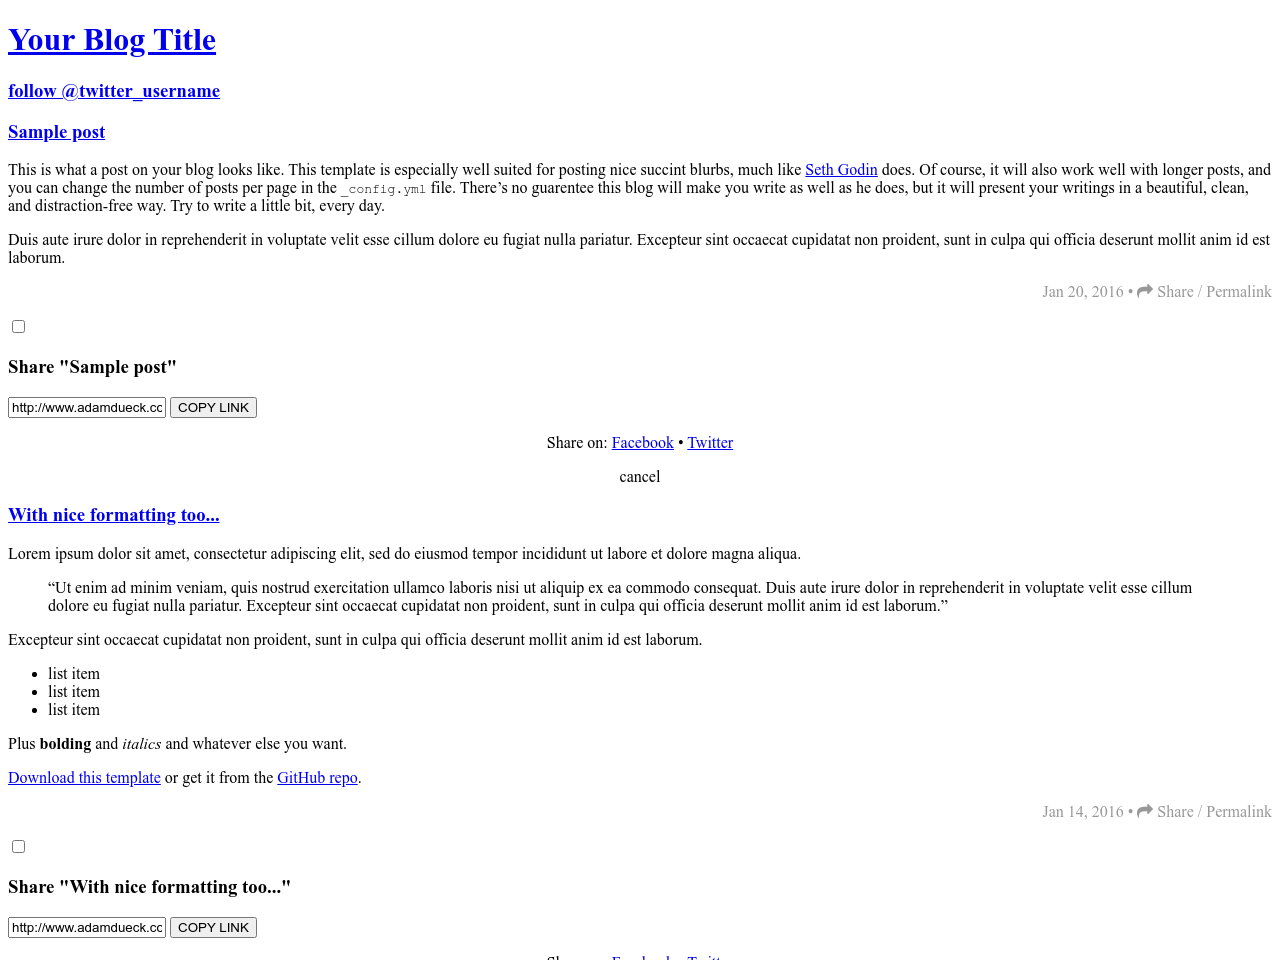 Your Blog Title
follow @twitter_username
Sample post
This is what a post on your blog looks like. This template is especially well suited for posting nice succint blurbs, much like Seth Godin does. Of course, it will also work well with longer posts, and
you can change the number of posts per page in the _config.yml file. There’s no guarentee this blog will make you write as well as he does, but it will present your writings in a beautiful, clean,
and distraction-free way. Try to write a little bit, every day.
Duis aute irure dolor in reprehenderit in voluptate velit esse cillum dolore eu fugiat nulla pariatur. Excepteur sint occaecat cupidatat non proident, sunt in culpa qui officia deserunt mollit anim id est
laborum.
Jan 20, 2016 • Share / Permalink
Share "Sample post"
http://www.adamdueck.cc COPY LINK
Share on: Facebook • Twitter
cancel
With nice formatting too...
Lorem ipsum dolor sit amet, consectetur adipiscing elit, sed do eiusmod tempor incididunt ut labore et dolore magna aliqua.
“Ut enim ad minim veniam, quis nostrud exercitation ullamco laboris nisi ut aliquip ex ea commodo consequat. Duis aute irure dolor in reprehenderit in voluptate velit esse cillum
dolore eu fugiat nulla pariatur. Excepteur sint occaecat cupidatat non proident, sunt in culpa qui officia deserunt mollit anim id est laborum.”
Excepteur sint occaecat cupidatat non proident, sunt in culpa qui officia deserunt mollit anim id est laborum.
• list item
• list item
• list item
Plus bolding and italics and whatever else you want.
Download this template or get it from the GitHub repo.
Jan 14, 2016 • Share / Permalink
Share "With nice formatting too..."
http://www.adamdueck.cc COPY LINK